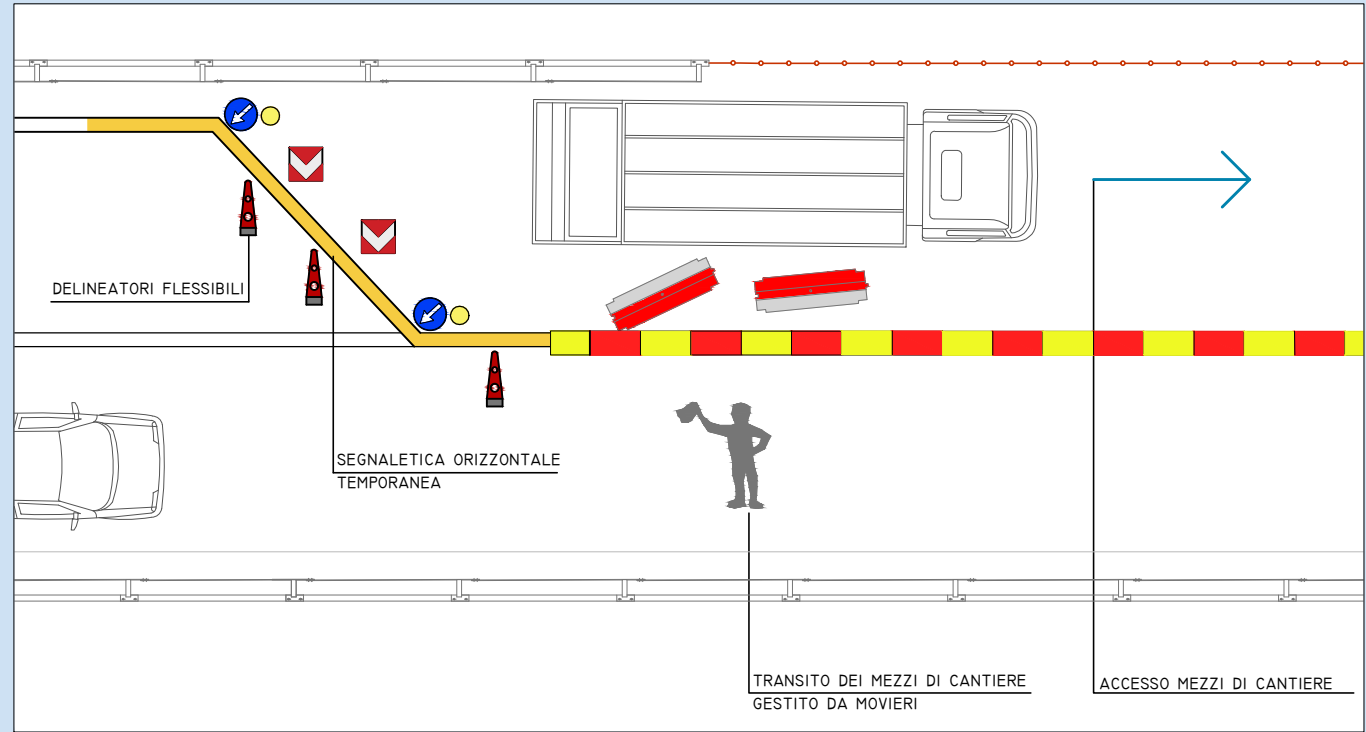 DELINEATORI FLESSIBILI
SEGNALETICA ORIZZONTALE
TEMPORANEA
TRANSITO DEI MEZZI DI CANTIERE
GESTITO DA MOVIERI
ACCESSO MEZZI DI CANTIERE